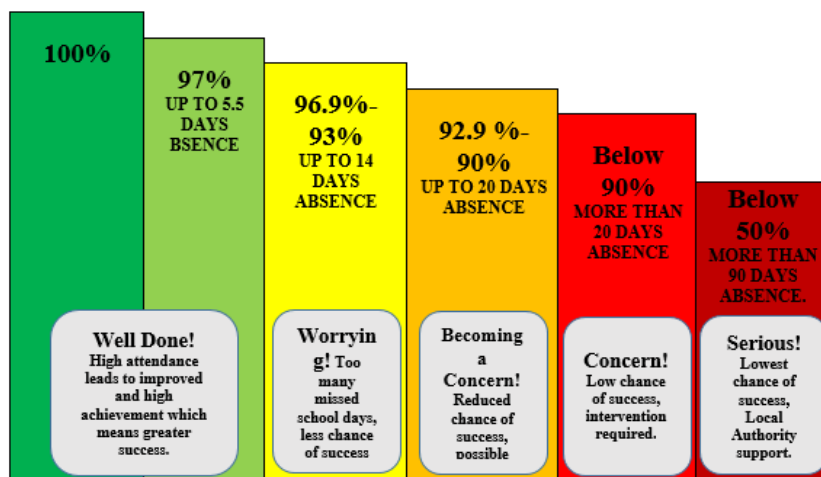 100%
97%
UP TO 5.5
DAYS
BSENCE
96.9%-
93%
UP TO 14
DAYS
ABSENCE
92.9 %-
90%
UP TO 20 DAYS
ABSENCE
Below
90%
MORE THAN
20 DAYS
ABSENCE
Below
50%
MORE THAN
90 DAYS
ABSENCE.
Well Done!
High attendance
leads to improved
and high
achievement which
means greater
success.
Worryin
g! Too
many
missed
school days,
less chance
of success
Becoming
a
Concern!
Reduced
chance of
success,
possible
Concern!
Low chance
of success,
intervention
required.
Serious!
Lowest
chance of
success,
Local
Authority
support.